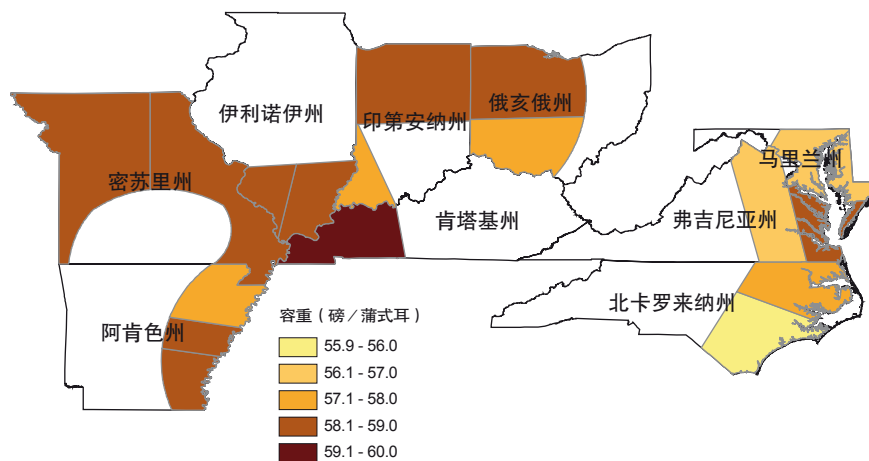 伊利诺伊州
印第安纳州
俄亥俄州
密苏里州
马里兰州
肯塔基州
弗吉尼亚州
阿肯色州
北卡罗来纳州
容重（磅／蒲式耳）
55.9 - 56.0
56.1 - 57.0
57.1 - 58.0
58.1 - 59.0
59.1 - 60.0